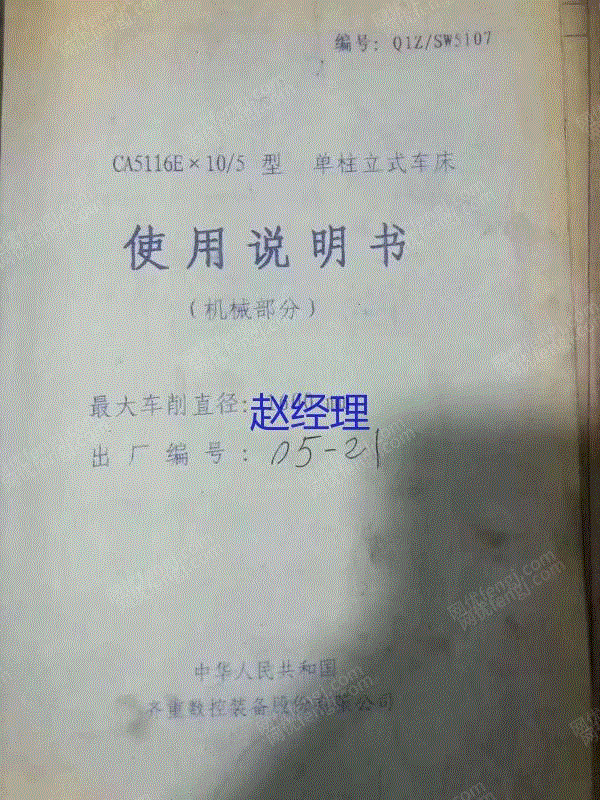 编号: Q1Z/SW5107
CA5116E×10/5 型 单柱立式车床
使用说明书
(机械部分)
最大车削直径:
赵经理
出厂编号: 05-21
中华人民共和国
齐重数控装备股份有限公司